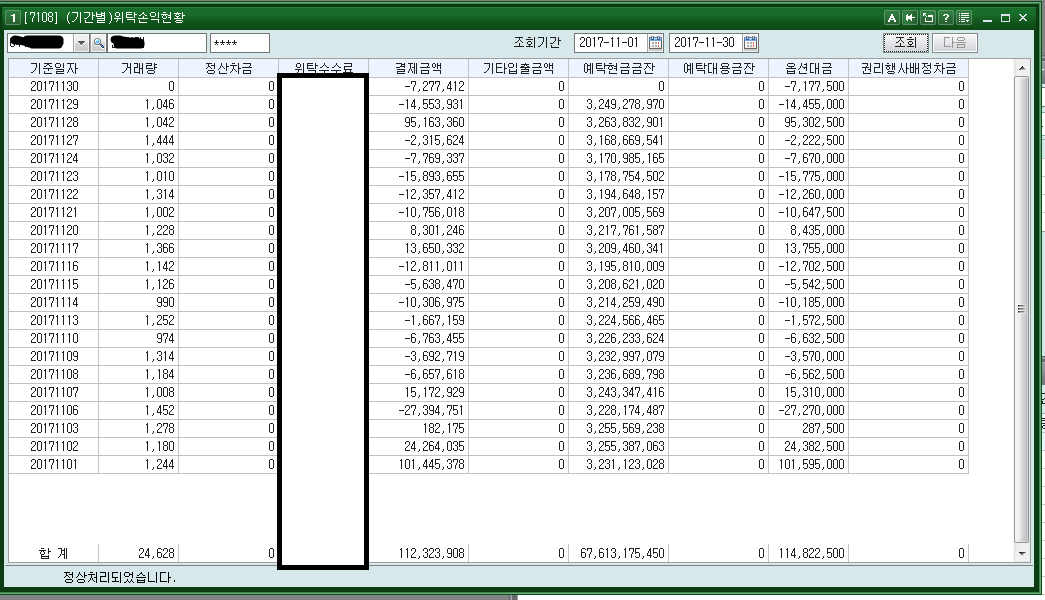 1 [7108] (기간별)위탁손익현황 A ?
**** 조회기간 2017-11-01 2017-11-30 조회 다음
기준일자 거래량 정산차금 위탁수수료 결제금액 기타입출금액 예탁현금금잔 예탁대용금잔 옵션대금 권리행사배정차금
20171130 0 0 -7,277,412 0 0 0 -7,177,500 0
20171129 1,046 0 -14,553,931 0 3,249,278,970 0 -14,455,000 0
20171128 1,042 0 95,163,360 0 3,263,832,901 0 95,302,500 0
20171127 1,444 0 -2,315,624 0 3,168,669,541 0 -2,222,500 0
20171124 1,032 0 -7,769,337 0 3,170,985,165 0 -7,670,000 0
20171123 1,010 0 -15,893,655 0 3,178,754,502 0 -15,775,000 0
20171122 1,314 0 -12,357,412 0 3,194,648,157 0 -12,260,000 0
20171121 1,002 0 -10,756,018 0 3,207,005,569 0 -10,647,500 0
20171120 1,228 0 8,301,246 0 3,217,761,587 0 8,435,000 0
20171117 1,366 0 13,650,332 0 3,209,460,341 0 13,755,000 0
20171116 1,142 0 -12,811,011 0 3,195,810,009 0 -12,702,500 0
20171115 1,126 0 -5,638,470 0 3,208,621,020 0 -5,542,500 0
20171114 990 0 -10,306,975 0 3,214,259,490 0 -10,185,000 0
20171113 1,252 0 -1,667,159 0 3,224,566,465 0 -1,572,500 0
20171110 974 0 -6,763,455 0 3,226,233,624 0 -6,632,500 0
20171109 1,314 0 -3,692,719 0 3,232,997,079 0 -3,570,000 0
20171108 1,184 0 -6,657,618 0 3,236,689,798 0 -6,562,500 0
20171107 1,008 0 15,172,929 0 3,243,347,416 0 15,310,000 0
20171106 1,452 0 -27,394,751 0 3,228,174,487 0 -27,270,000 0
20171103 1,278 0 182,175 0 3,255,569,238 0 287,500 0
20171102 1,180 0 24,264,035 0 3,255,387,063 0 24,382,500 0
20171101 1,244 0 101,445,378 0 3,231,123,028 0 101,595,000 0
합 계 24,628 0 112,323,908 0 67,613,175,450 0 114,822,500 0
정상처리되었습니다.